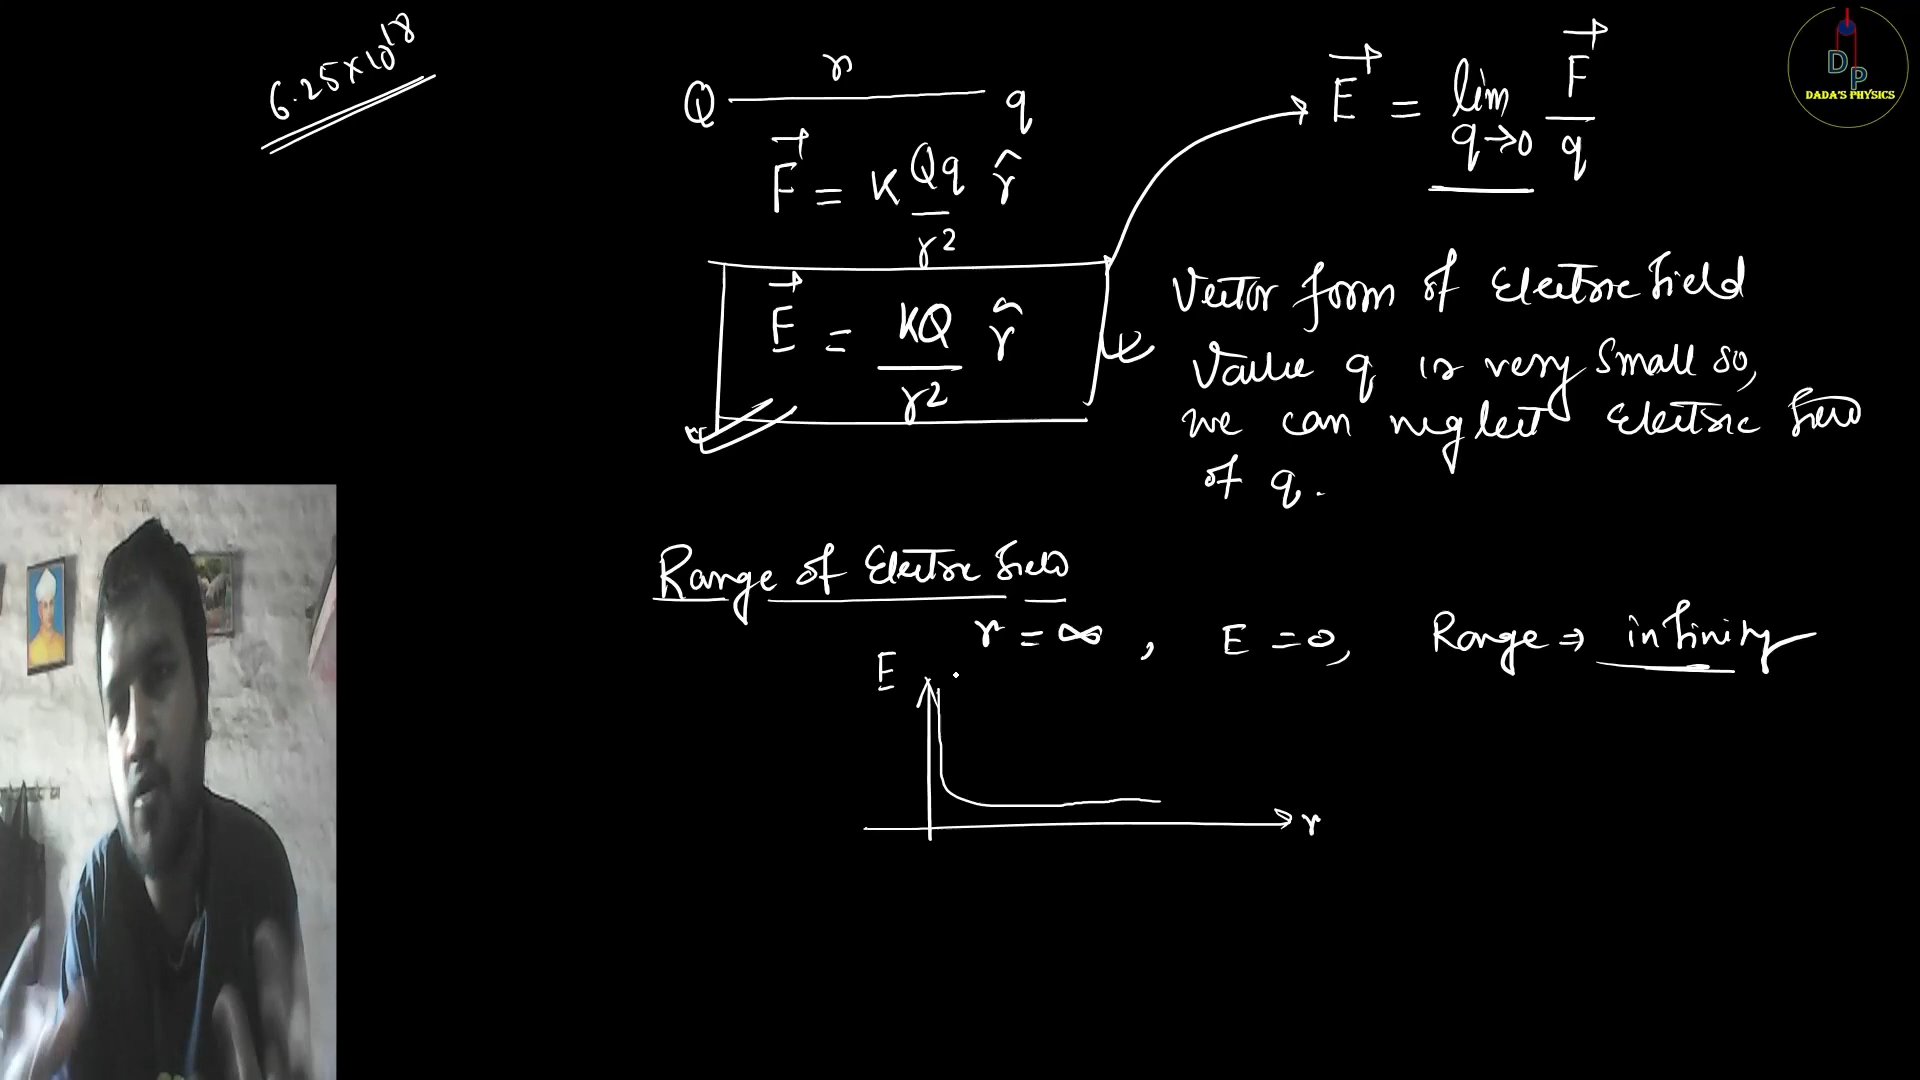 6.25×10^18
Q r q
F⃗ = K Qq/r² r̂
E⃗ = KQ/r² r̂
E⃗ = lim q→0 F⃗/q
DP
DADA'S PHYSICS
Vector form of Electric field
Value q is very small so,
we can neglect Electric field
of q.
Range of Electric field
r = ∞, E = 0, Range ⇒ infinity
E
r